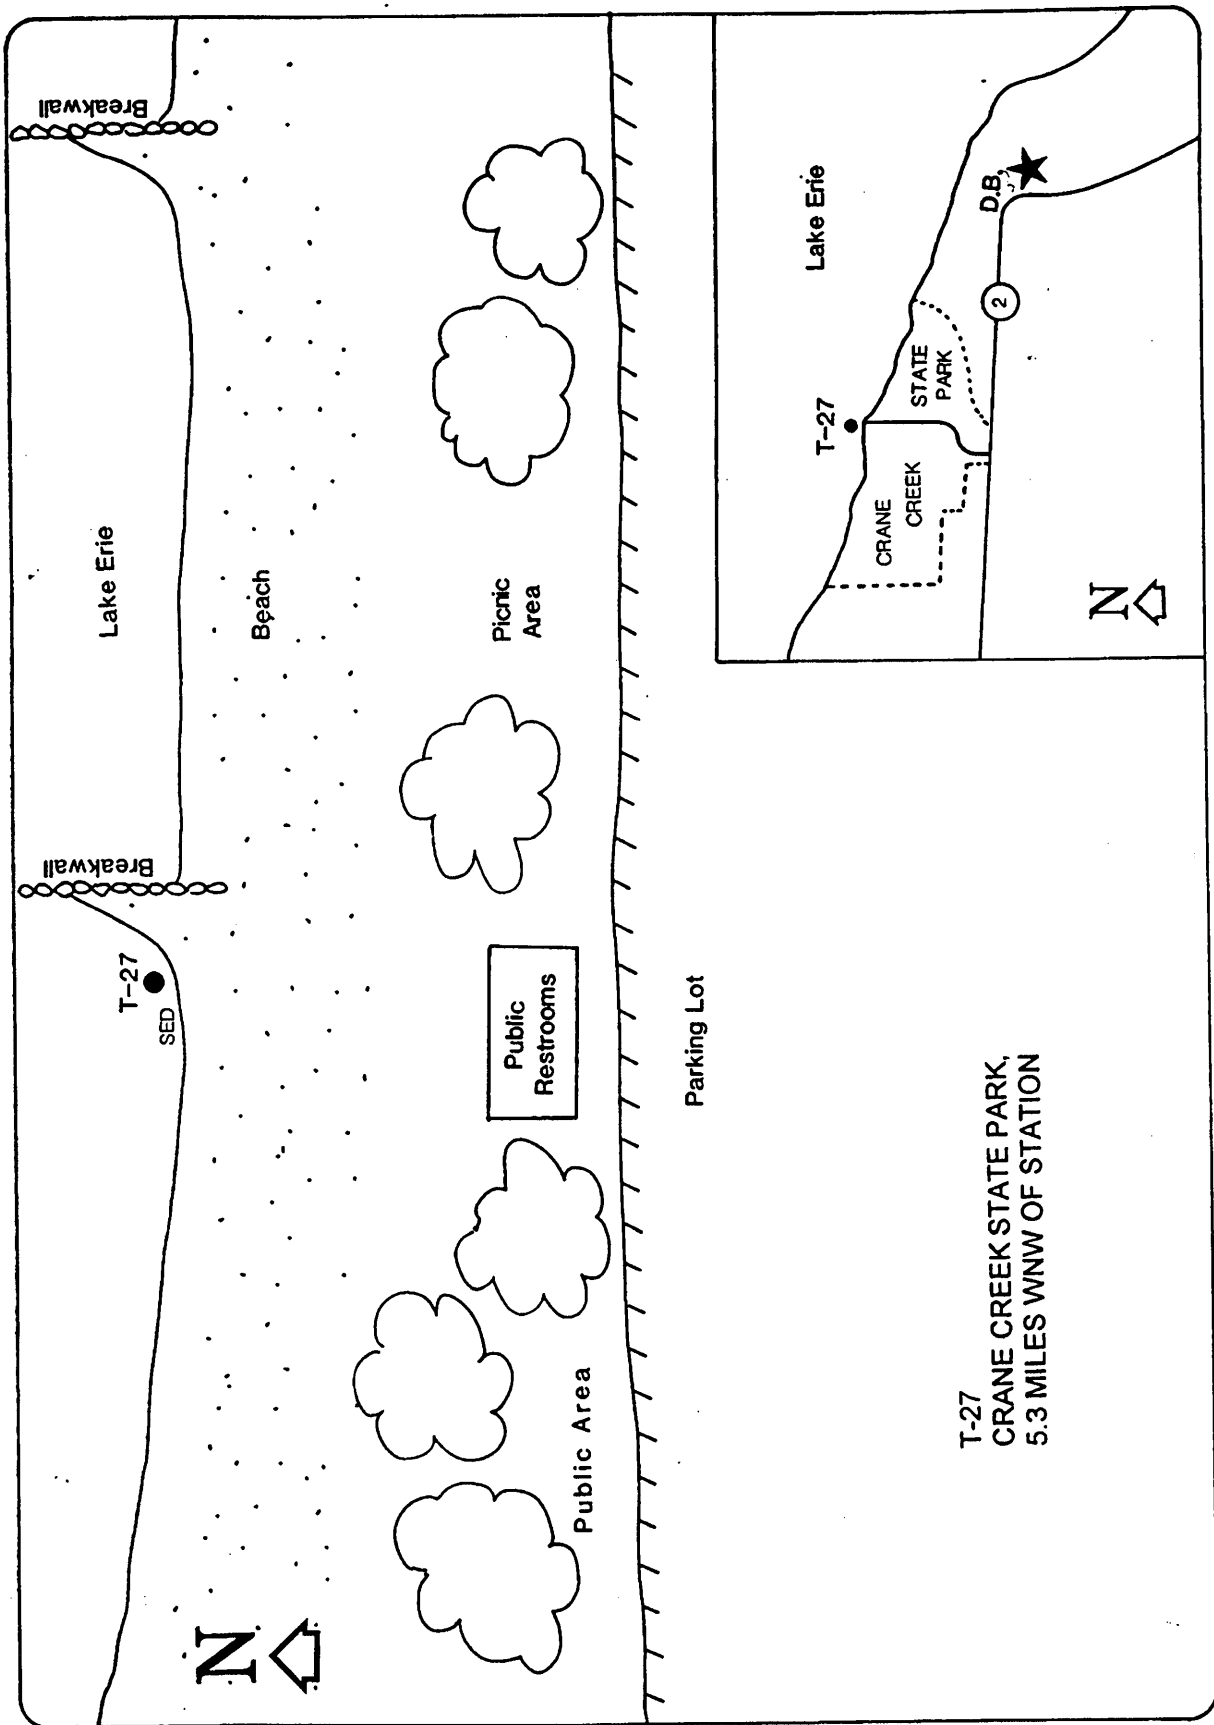 Breakwall
Breakwall
Lake Erie
T-27
SED
Beach
N
Picnic
Area
Public
Restrooms
Public Area
Parking Lot
T-27
CRANE CREEK STATE PARK,
5.3 MILES WNW OF STATION
Lake Erie
T-27
STATE
PARK
CRANE
CREEK
D.B.
2
N